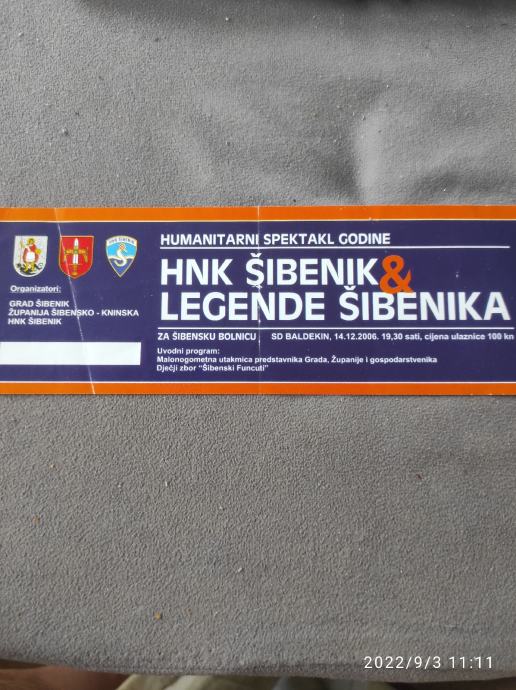 HUMANITARNI SPEKTAKL GODINE
HNK ŠIBENIK &
LEGENDE ŠIBENIKA
ZA ŠIBENSKU BOLNICU SD BALDEKIN, 14.12.2006. 19,30 sati, cijena ulaznice 100 kn
Uvodni program:
Malonogometna utakmica predstavnika Grada, Županije i gospodarstvenika
Dječji zbor "Šibenski Funcuti"
HNK ŠIBENIK
Organizatori:
GRAD ŠIBENIK
ŽUPANIJA ŠIBENSKO - KNINSKA
HNK ŠIBENIK
2022/9/3 11:11